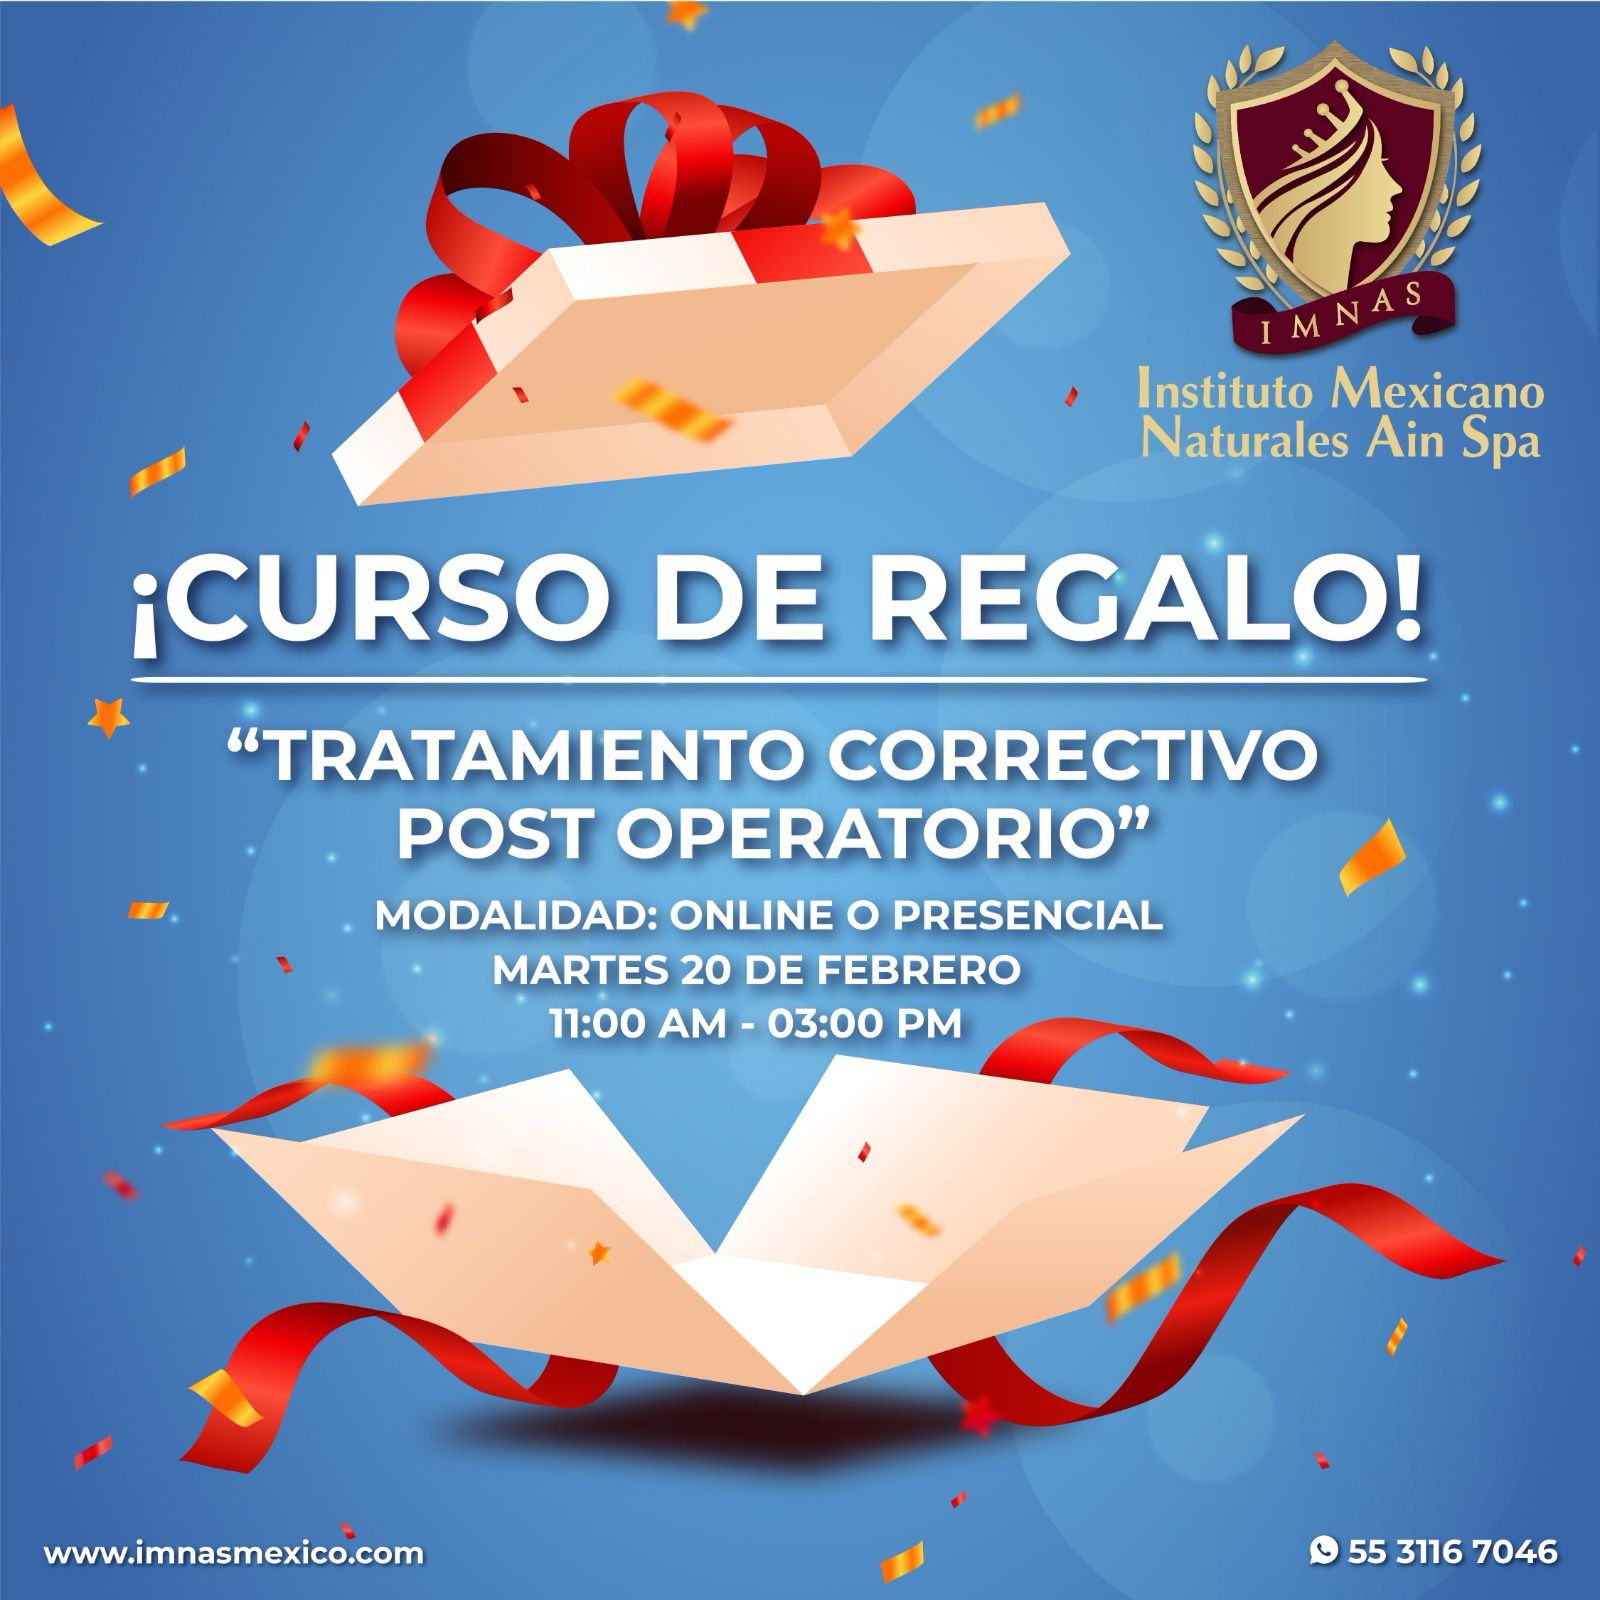 IMNAS
Instituto Mexicano
Naturales Ain Spa
¡CURSO DE REGALO!
“TRATAMIENTO CORRECTIVO
POST OPERATORIO”
MODALIDAD: ONLINE O PRESENCIAL
MARTES 20 DE FEBRERO
11:00 AM - 03:00 PM
www.imnasmexico.com
55 3116 7046